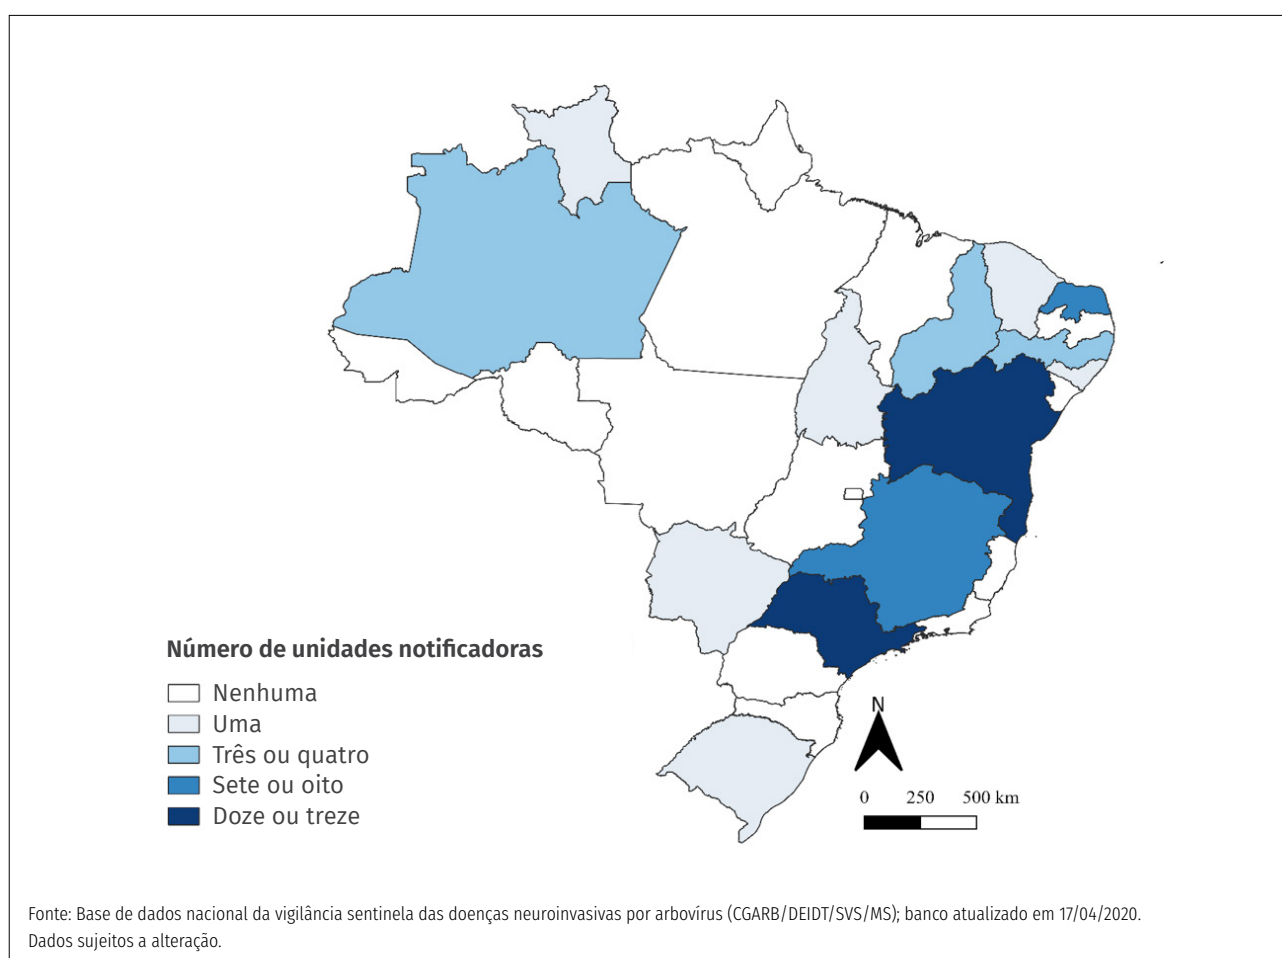 Número de unidades notificadoras
Nenhuma
Uma
Três ou quatro
Sete ou oito
Doze ou treze
N
0 250 500 km
Fonte: Base de dados nacional da vigilância sentinela das doenças neuroinvasivas por arbovírus (CGARB/DEIDT/SVS/MS); banco atualizado em 17/04/2020.
Dados sujeitos a alteração.